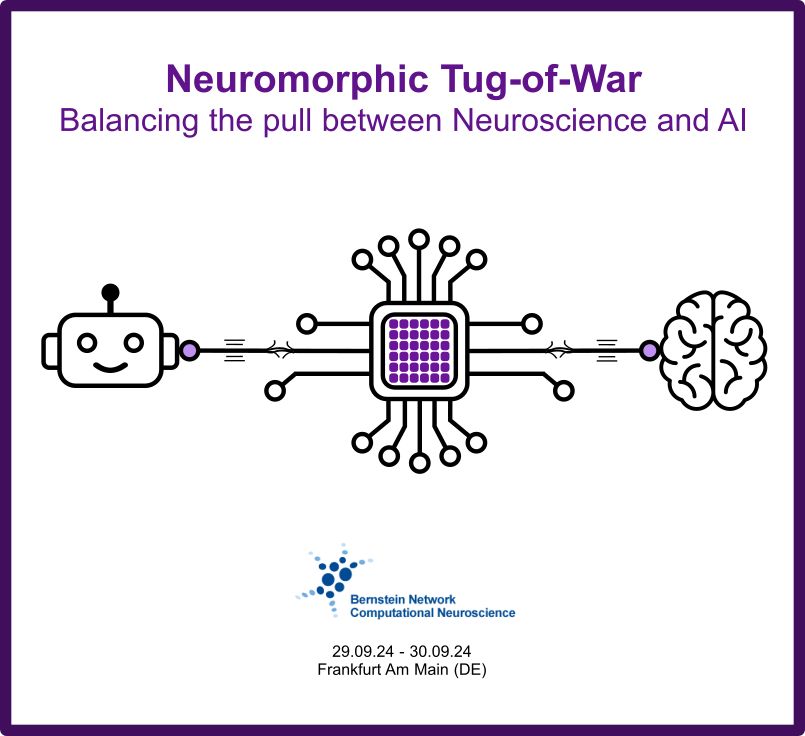 Neuromorphic Tug-of-War
Balancing the pull between Neuroscience and AI
Bernstein Network
Computational Neuroscience
29.09.24 - 30.09.24
Frankfurt Am Main (DE)